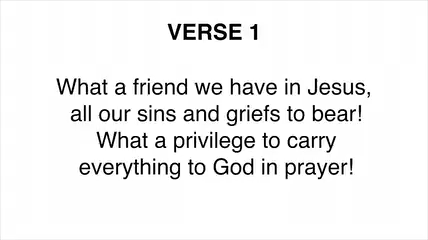 VERSE 1
What a friend we have in Jesus,
all our sins and griefs to bear!
What a privilege to carry
everything to God in prayer!